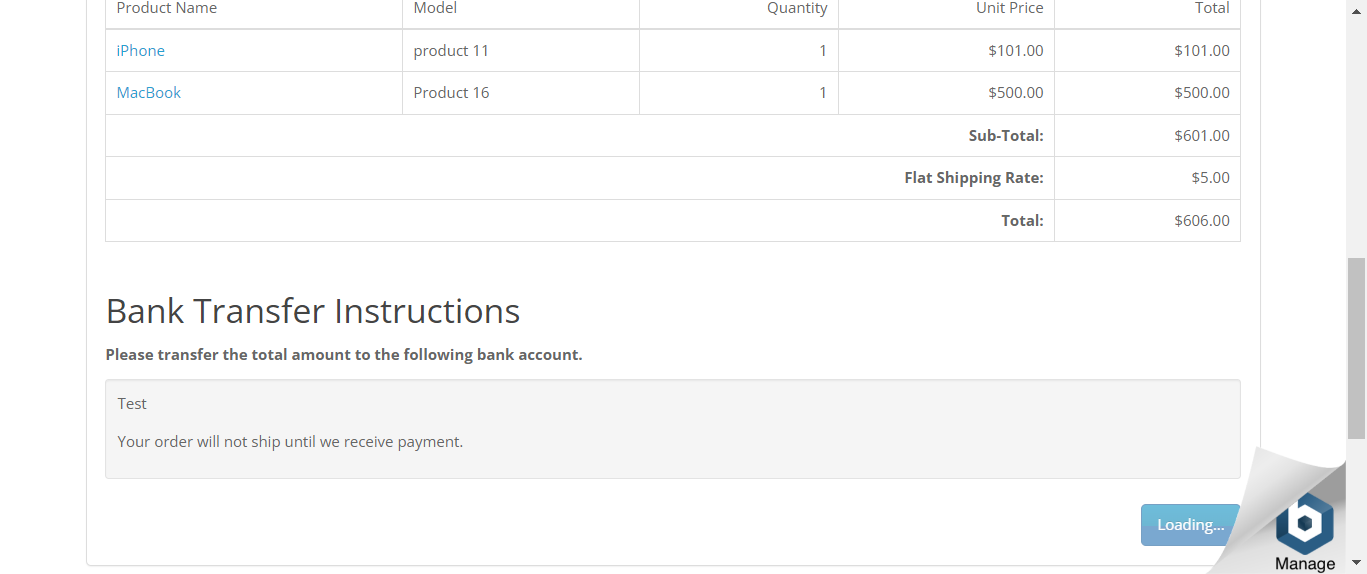 Product Name Model Quantity Unit Price Total
iPhone product 11 1 $101.00 $101.00
MacBook Product 16 1 $500.00 $500.00
Sub-Total: $601.00
Flat Shipping Rate: $5.00
Total: $606.00
Bank Transfer Instructions
Please transfer the total amount to the following bank account.
Test
Your order will not ship until we receive payment.
Loading...
Manage